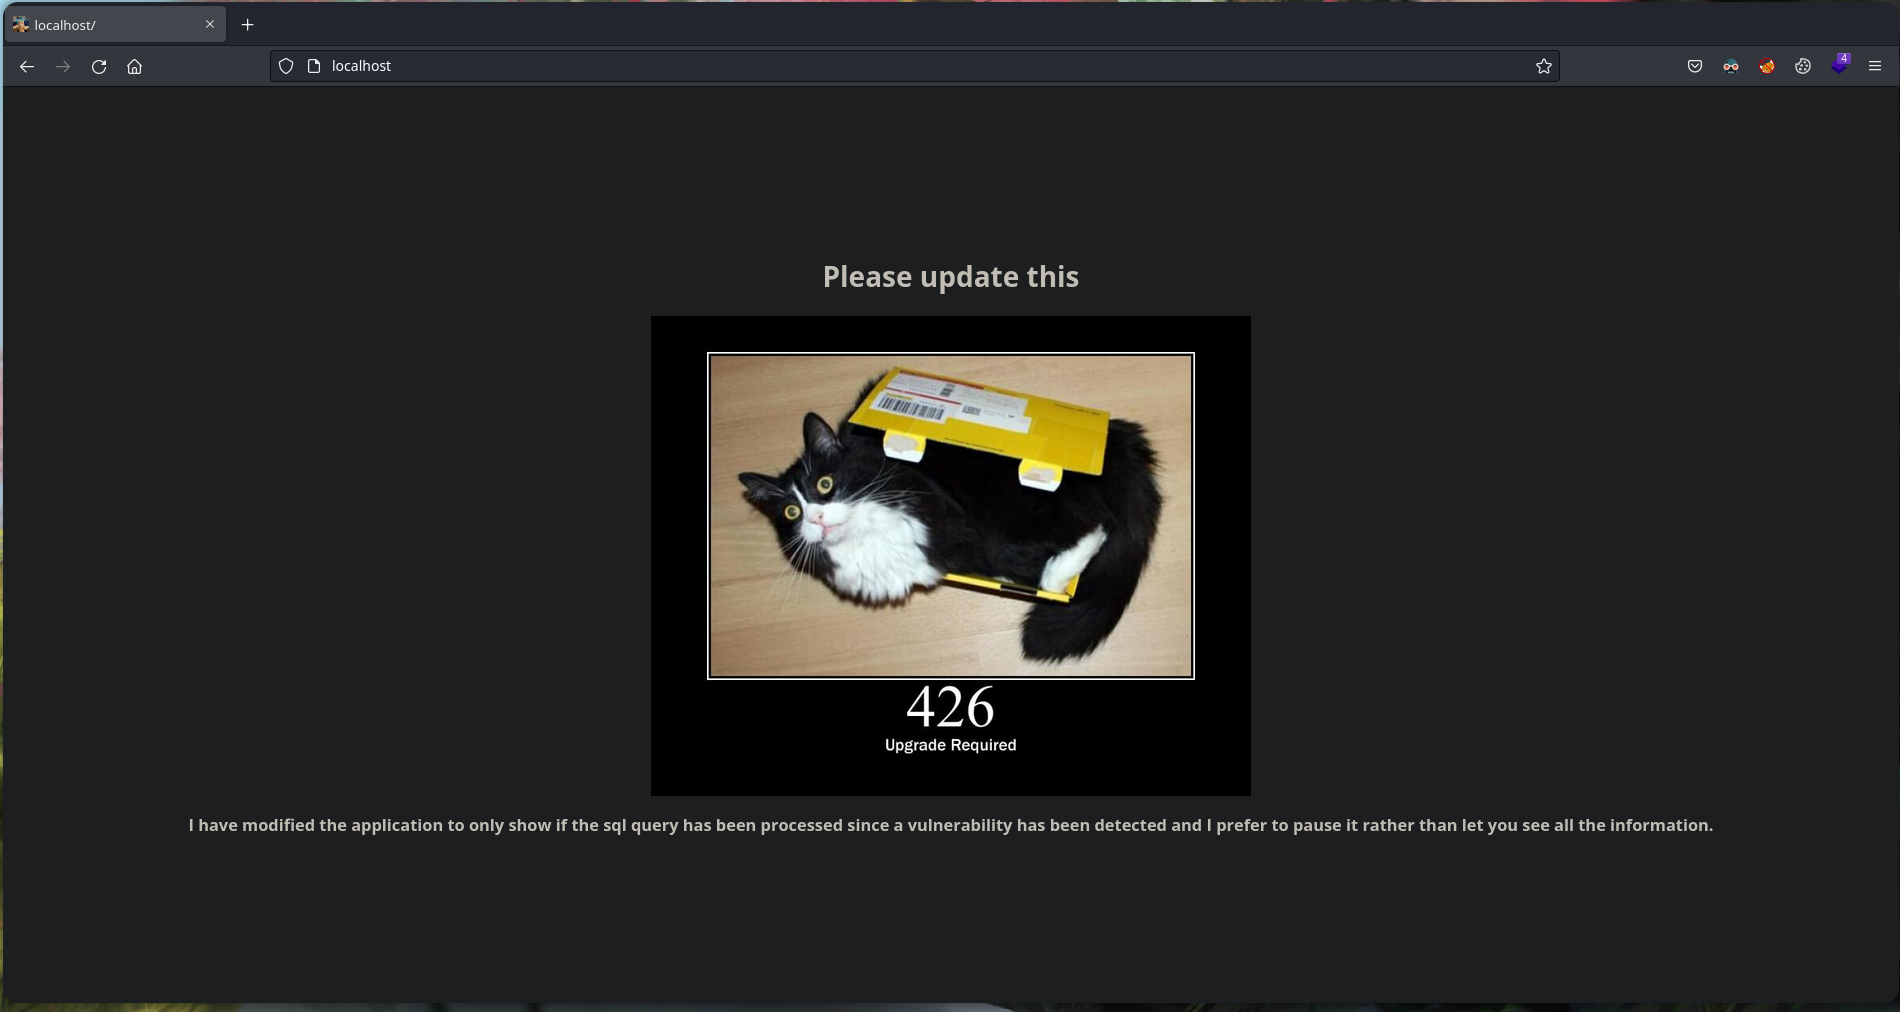 localhost/
localhost
4
Please update this
426
Upgrade Required
I have modified the application to only show if the sql query has been processed since a vulnerability has been detected and I prefer to pause it rather than let you see all the information.